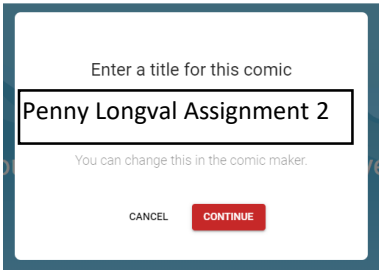 Enter a title for this comic
Penny Longval Assignment 2
You can change this in the comic maker.
CANCEL CONTINUE